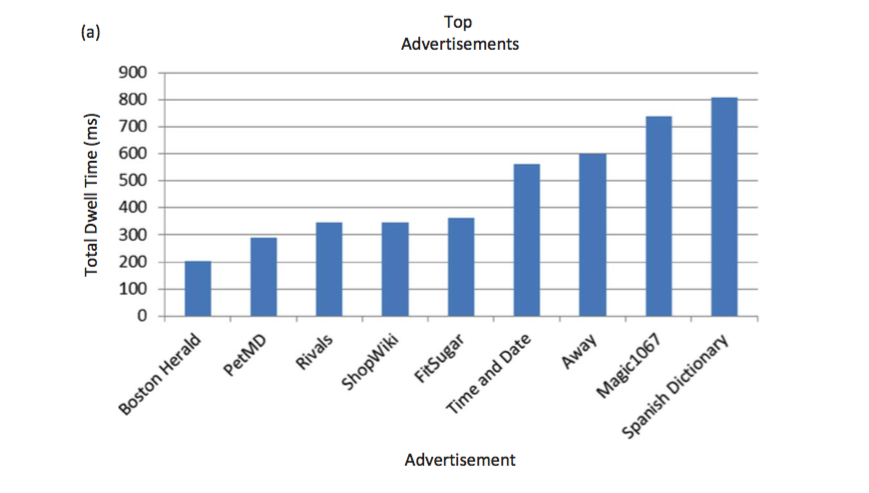 (a)
Top
Advertisements
Total Dwell Time (ms)
900
800
700
600
500
400
300
200
100
0
Boston Herald
PetMD
Rivals
ShopWiki
FitSugar
Time and Date
Away
Magic1067
Spanish Dictionary
Advertisement